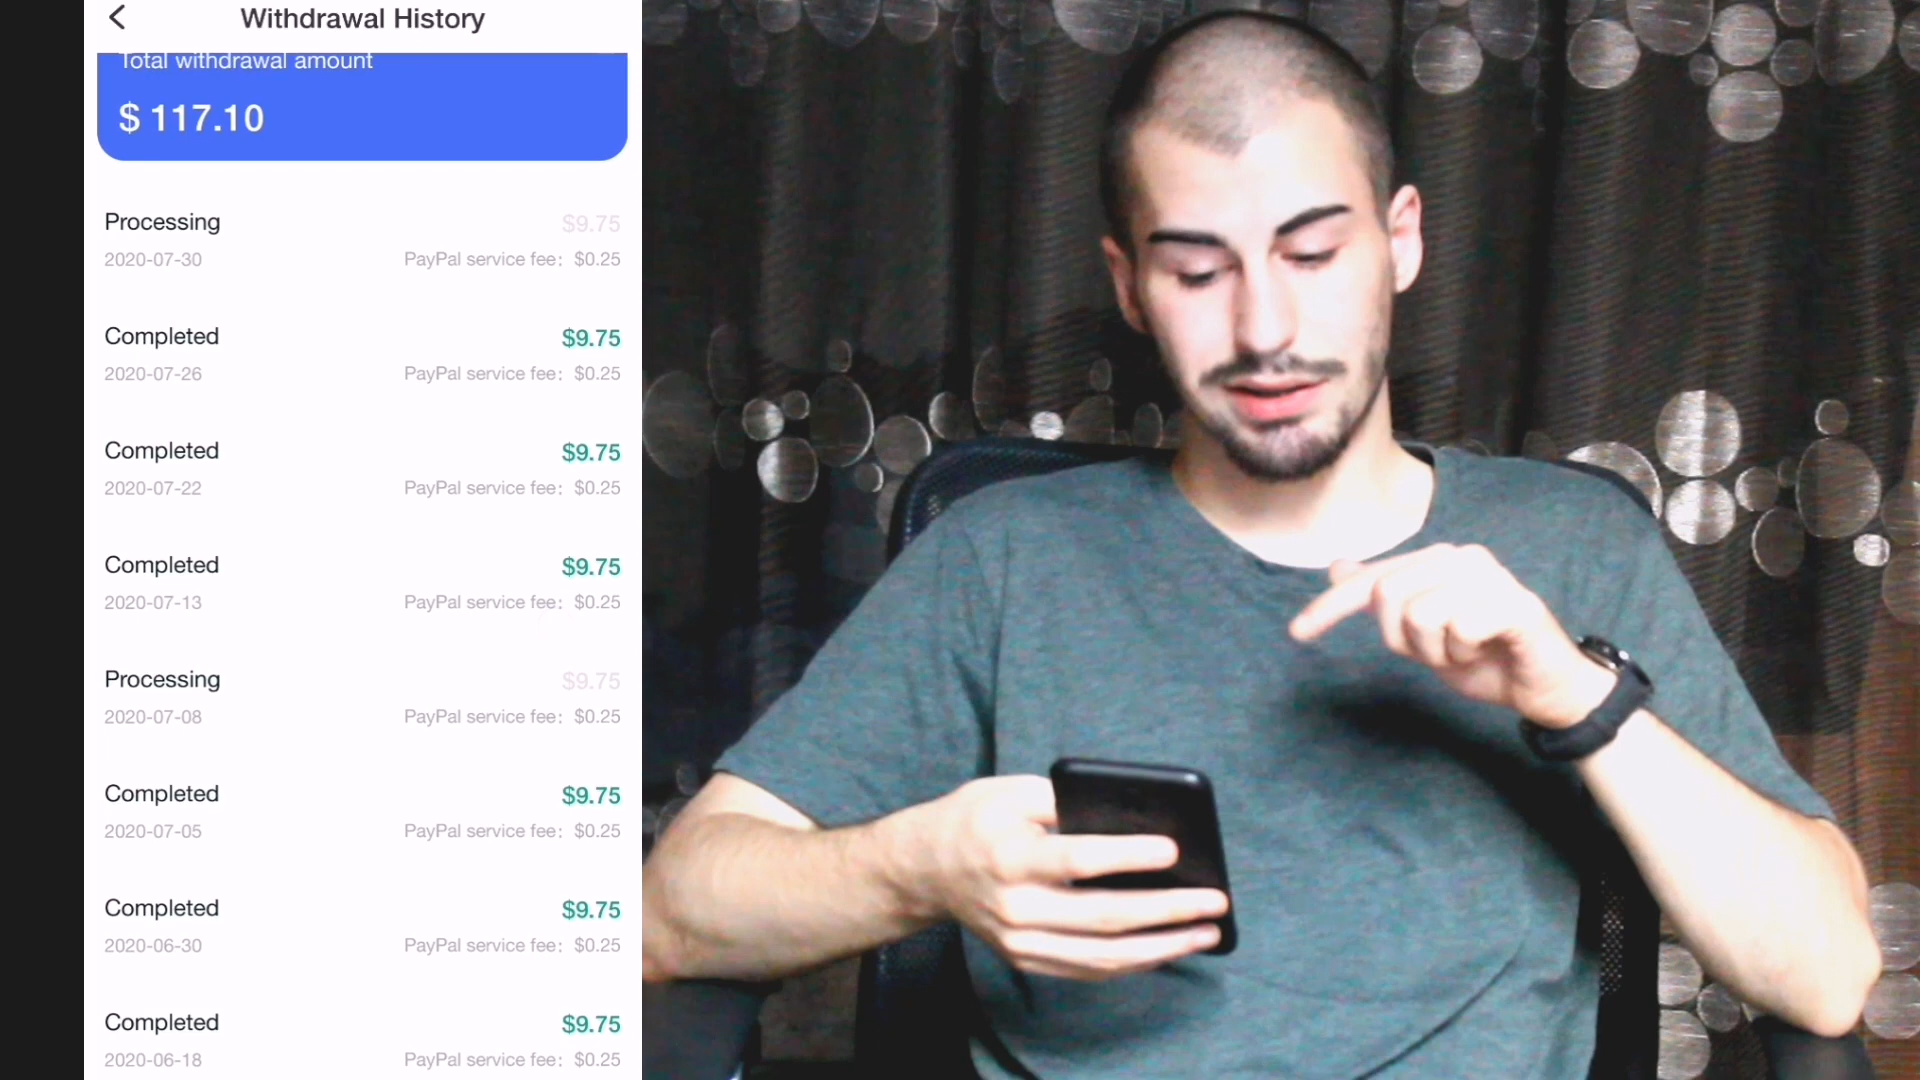 Withdrawal History
Total withdrawal amount
$ 117.10
Processing $9.75
2020-07-30 PayPal service fee: $0.25
Completed $9.75
2020-07-26 PayPal service fee: $0.25
Completed $9.75
2020-07-22 PayPal service fee: $0.25
Completed $9.75
2020-07-13 PayPal service fee: $0.25
Processing $9.75
2020-07-08 PayPal service fee: $0.25
Completed $9.75
2020-07-05 PayPal service fee: $0.25
Completed $9.75
2020-06-30 PayPal service fee: $0.25
Completed $9.75
2020-06-18 PayPal service fee: $0.25